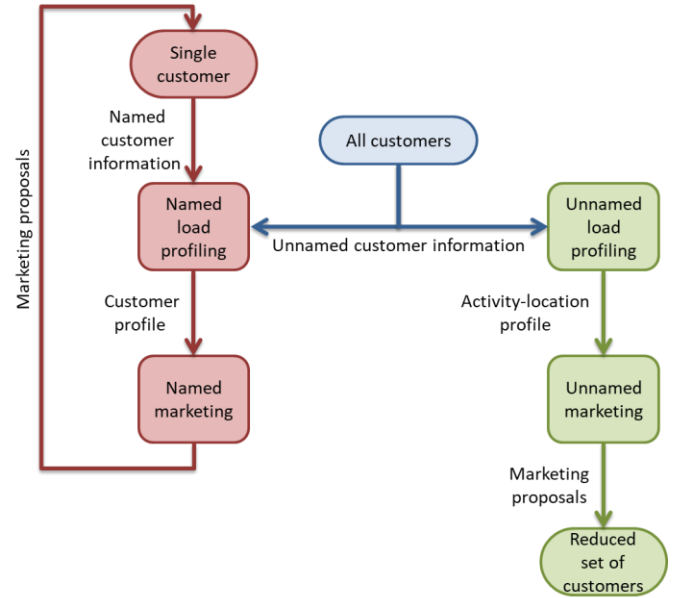 Single
customer
Named
customer
information
All customers
Marketing proposals
Named
load
profiling
Unnamed customer information
Unnamed
load
profiling
Customer
profile
Activity-location
profile
Named
marketing
Unnamed
marketing
Marketing
proposals
Reduced
set of
customers